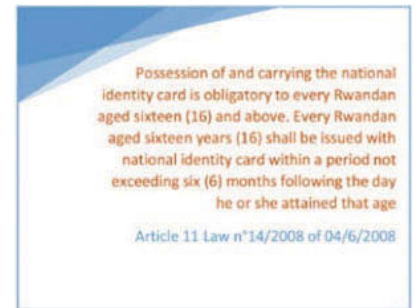 Possession of and carrying the national
identity card is obligatory to every Rwandan
aged sixteen (16) and above. Every Rwandan
aged sixteen years (16) shall be issued with
national identity card within a period not
exceeding six (6) months following the day
he or she attained that age
Article 11 Law n°14/2008 of 04/6/2008